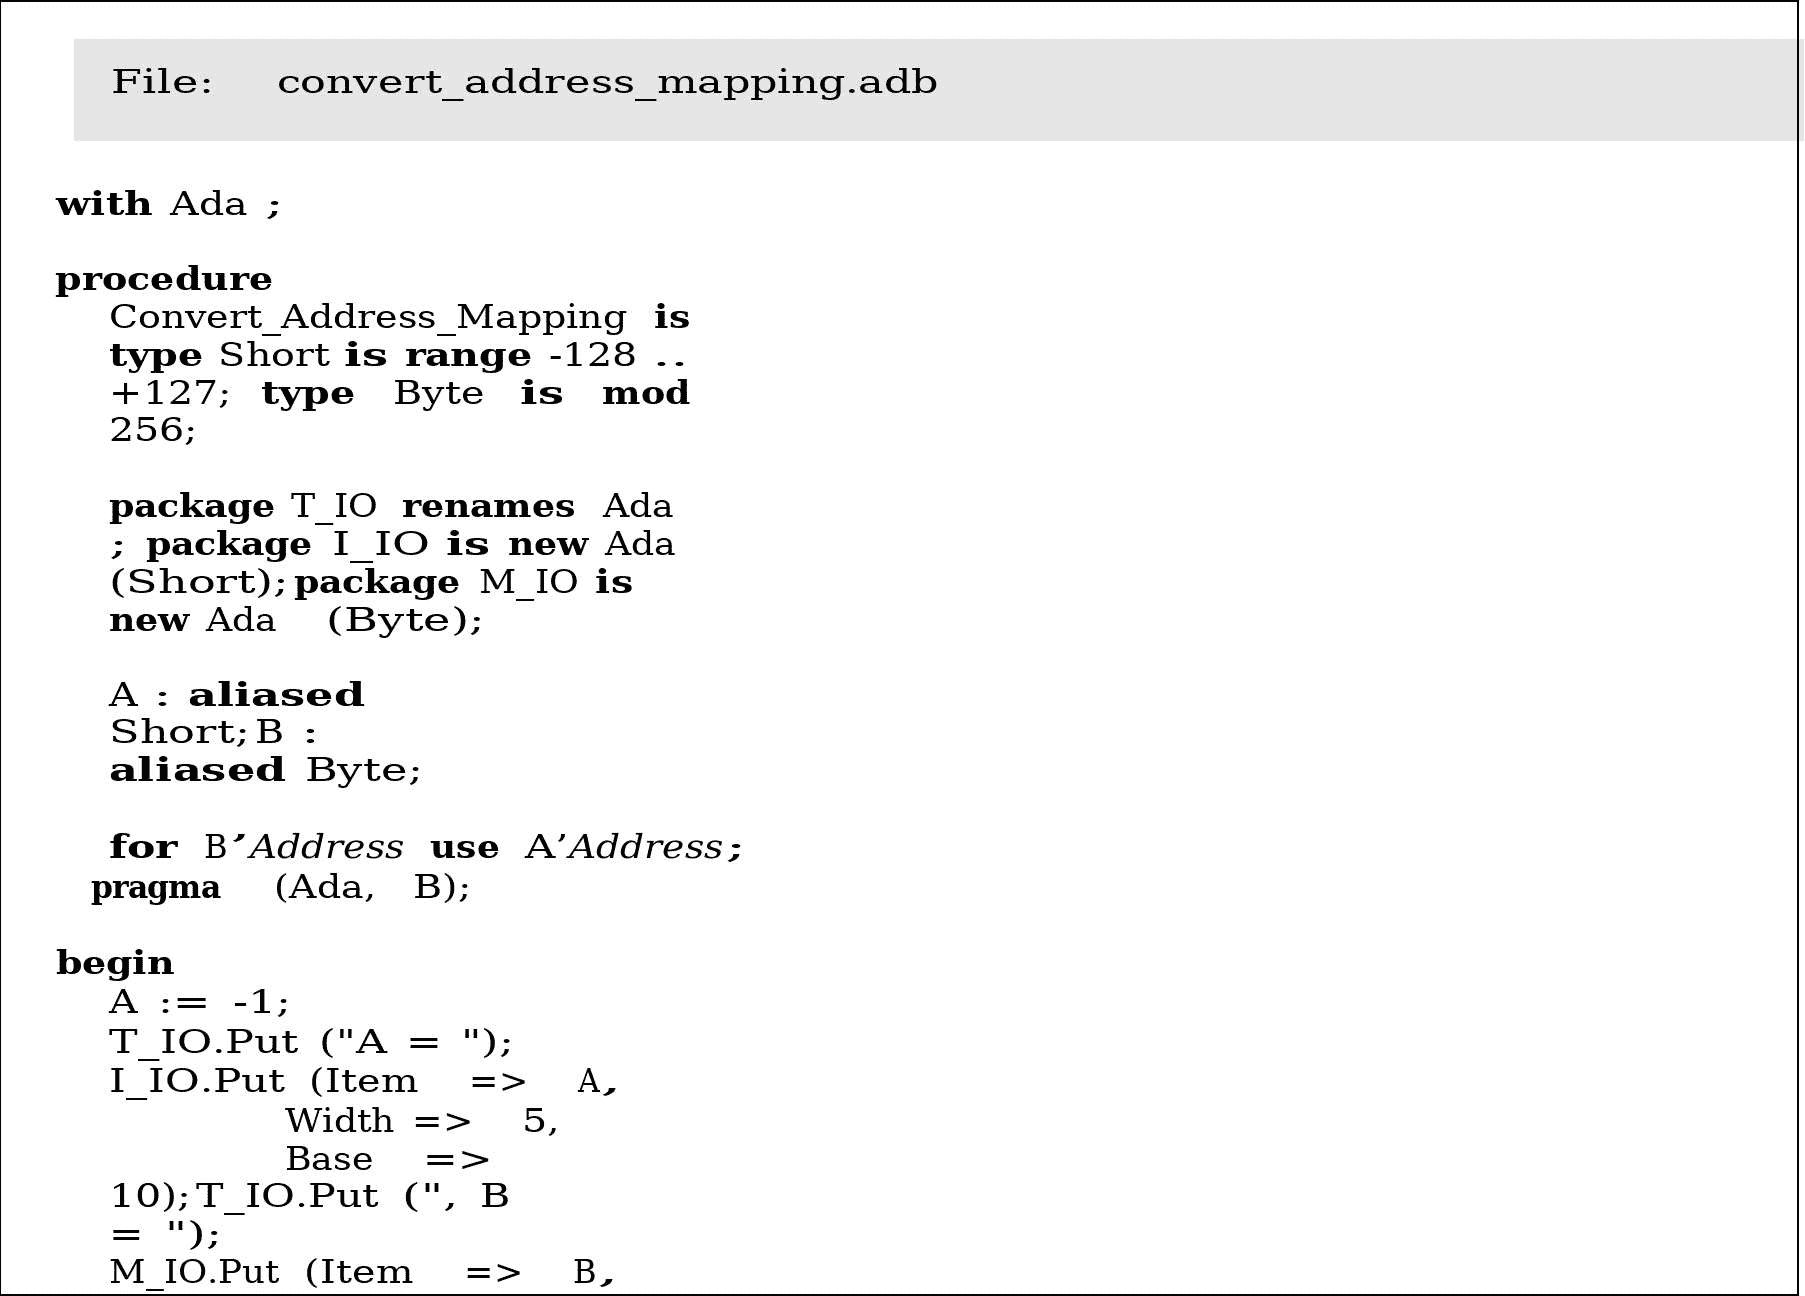 File: convert_address_mapping.adb
with Ada ;
procedure
Convert_Address_Mapping is
type Short is range -128 ..
+127; type Byte is mod
256;
package T_IO renames Ada
; package I_IO is new Ada
(Short); package M_IO is
new Ada (Byte);
A : aliased
Short; B :
aliased Byte;
for B’Address use A’Address;
pragma (Ada, B);
begin
A := -1;
T_IO.Put ("A = ");
I_IO.Put (Item => A,
Width => 5,
Base =>
10); T_IO.Put (", B
= ");
M_IO.Put (Item => B,